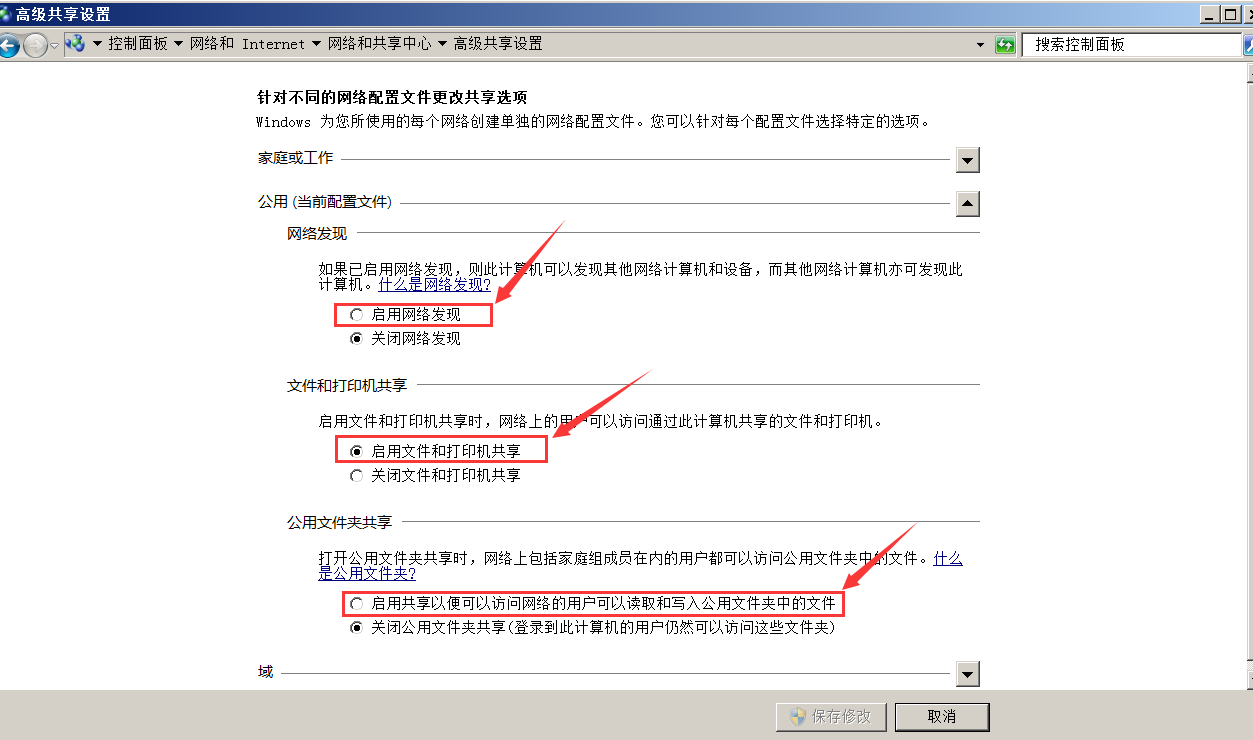 高级共享设置
控制面板 网络和 Internet 网络和共享中心 高级共享设置
搜索控制面板
针对不同的网络配置文件更改共享选项
Windows 为您所使用的每个网络创建单独的网络配置文件。您可以针对每个配置文件选择特定的选项。
家庭或工作
公用 (当前配置文件)
网络发现
如果已启用网络发现，则此计算机可以发现其他网络计算机和设备，而其他网络计算机亦可发现此
计算机。什么是网络发现?
启用网络发现
关闭网络发现
文件和打印机共享
启用文件和打印机共享时，网络上的用户可以访问通过此计算机共享的文件和打印机。
启用文件和打印机共享
关闭文件和打印机共享
公用文件夹共享
打开公用文件夹共享时，网络上包括家庭组成员在内的用户都可以访问公用文件夹中的文件。什么
是公用文件夹?
启用共享以便可以访问网络的用户可以读取和写入公用文件夹中的文件
关闭公用文件夹共享(登录到此计算机的用户仍然可以访问这些文件夹)
域
保存修改
取消